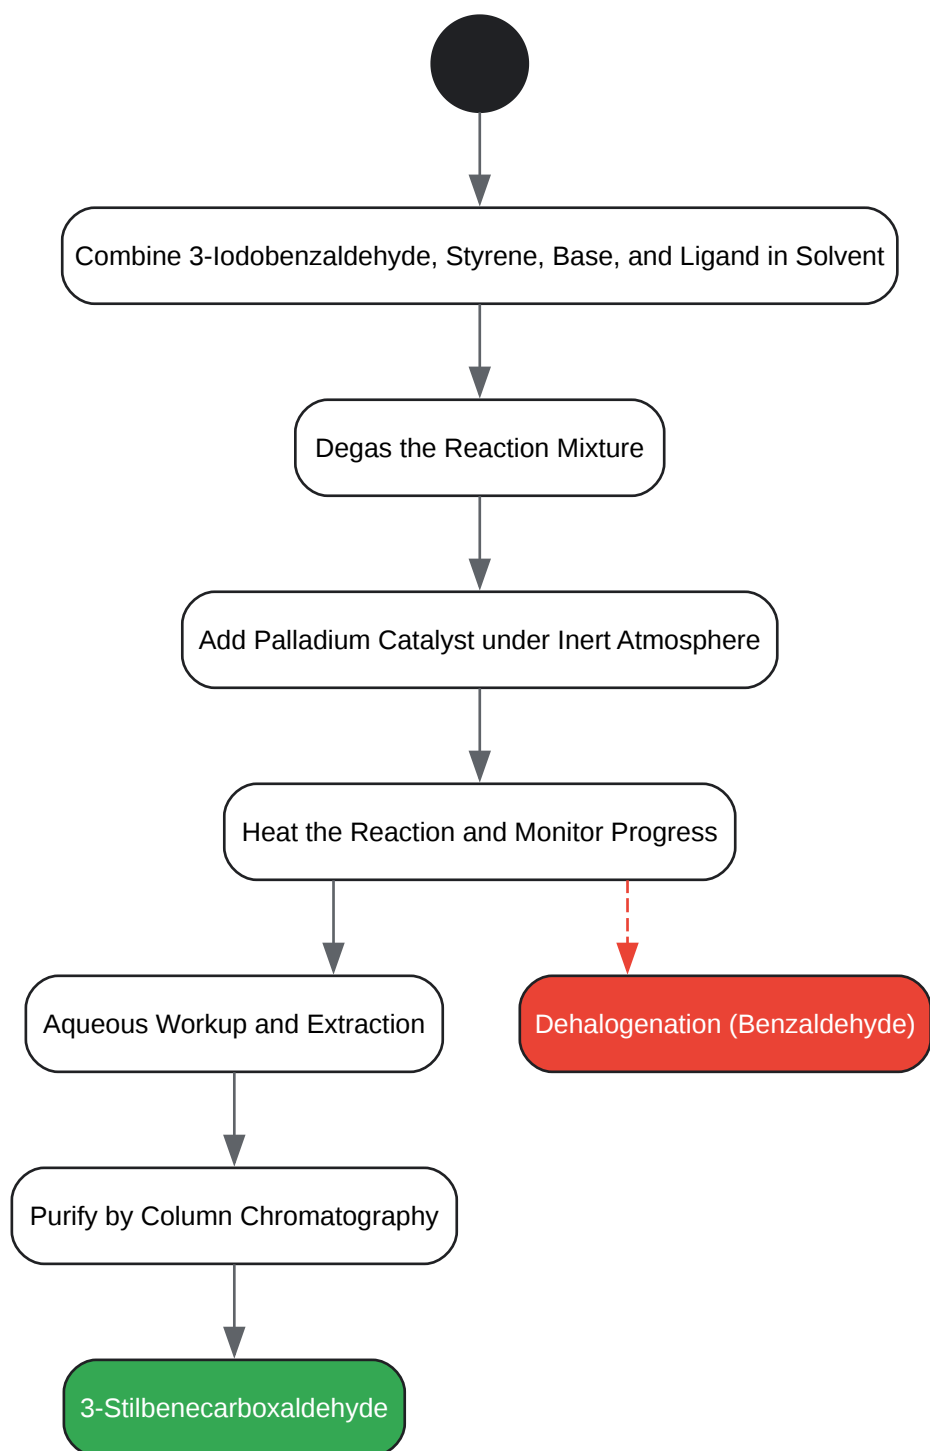 Combine 3-Iodobenzaldehyde, Styrene, Base, and Ligand in Solvent
Degas the Reaction Mixture
Add Palladium Catalyst under Inert Atmosphere
Heat the Reaction and Monitor Progress
Aqueous Workup and Extraction
Dehalogenation (Benzaldehyde)
Purify by Column Chromatography
3-Stilbenecarboxaldehyde